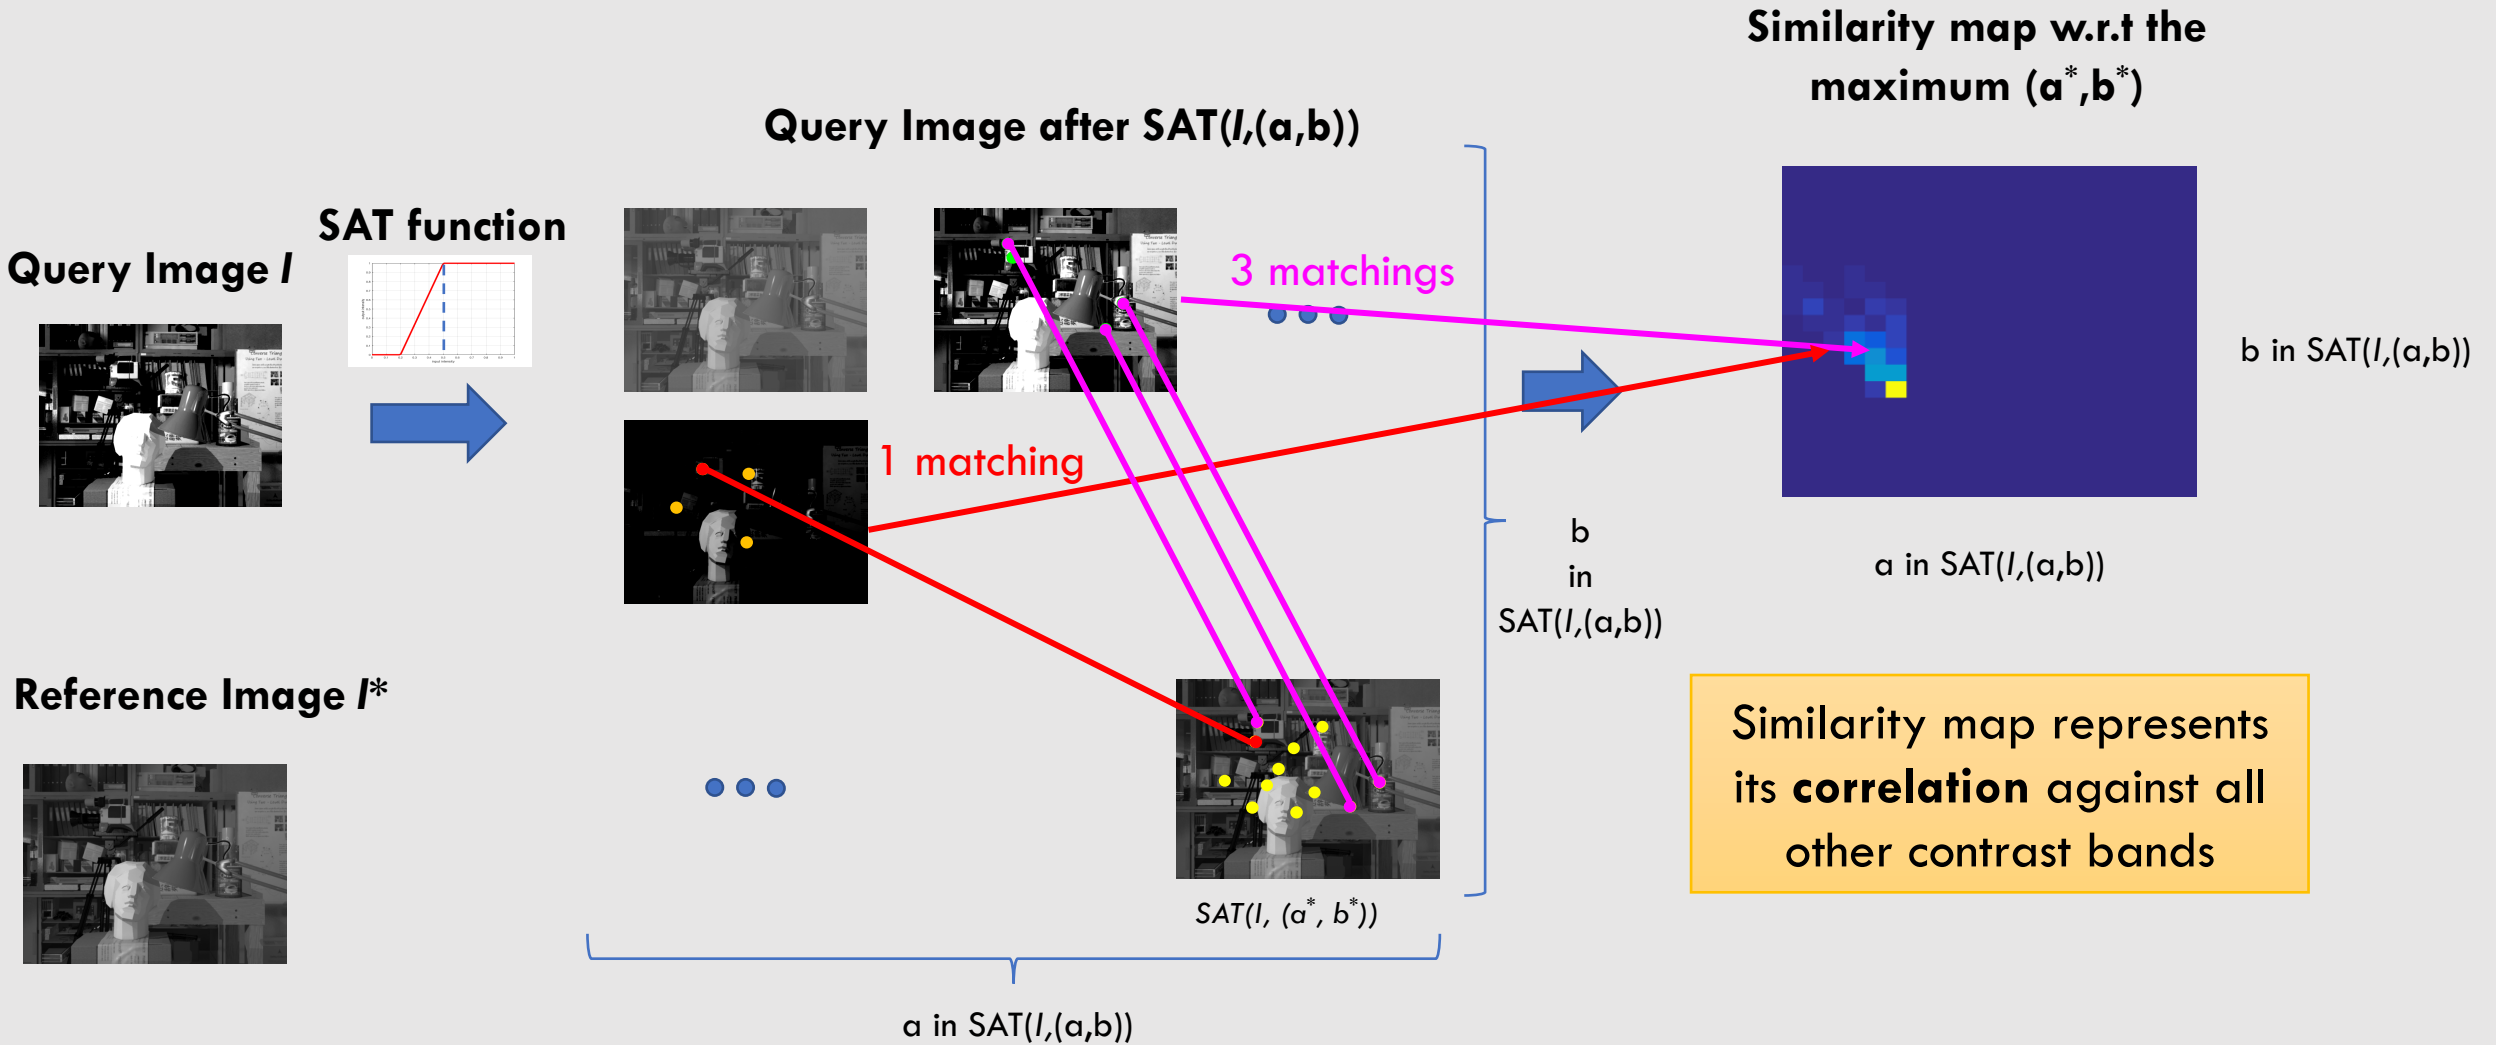 Similarity map w.r.t the
maximum (a*,b*)
Query Image after SAT(I,(a,b))
SAT function
Query Image I
3 matchings
b in SAT(I,(a,b))
1 matching
b
in
SAT(I,(a,b))
a in SAT(I,(a,b))
Reference Image I*
Similarity map represents
its correlation against all
other contrast bands
SAT(I, (a*, b*))
a in SAT(I,(a,b))